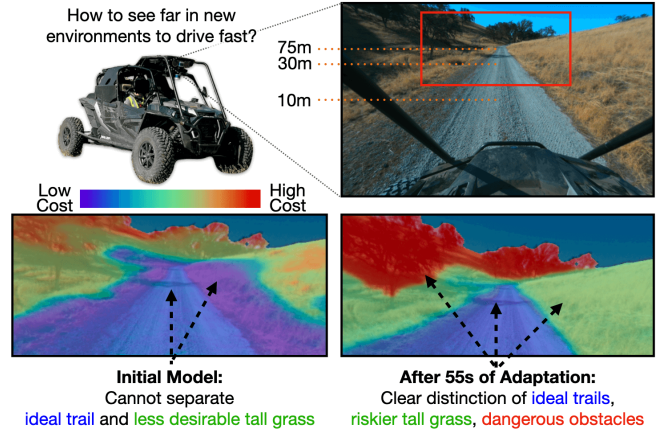 How to see far in new
environments to drive fast?
75m
30m
10m
Low
Cost
High
Cost
Initial Model:
Cannot separate
ideal trail and less desirable tall grass
After 55s of Adaptation:
Clear distinction of ideal trails,
riskier tall grass, dangerous obstacles